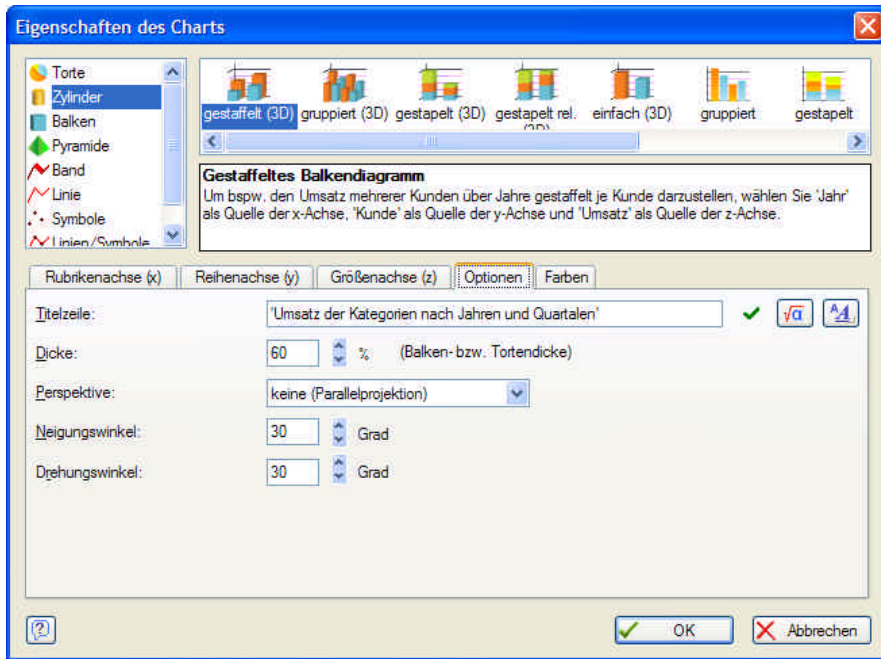 Eigenschaften des Charts
Torte
Zylinder
Balken
Pyramide
Band
Linie
Symbole
Linien/Symbole
gestaffelt (3D) gruppiert (3D) gestapelt (3D) gestapelt rel. (3D) einfach (3D) gruppiert gestapelt
Gestaffeltes Balkendiagramm
Um bspw. den Umsatz mehrerer Kunden über Jahre gestaffelt je Kunde darzustellen, wählen Sie 'Jahr'
als Quelle der x-Achse, 'Kunde' als Quelle der y-Achse und 'Umsatz' als Quelle der z-Achse.
Rubrikenachse (x) Reihenachse (y) Größenachse (z) Optionen Farben
Titelzeile: 'Umsatz der Kategorien nach Jahren und Quartalen'
Dicke: 60 % (Balken- bzw. Tortendicke)
Perspektive: keine (Parallelprojektion)
Neigungswinkel: 30 Grad
Drehungswinkel: 30 Grad
OK Abbrechen